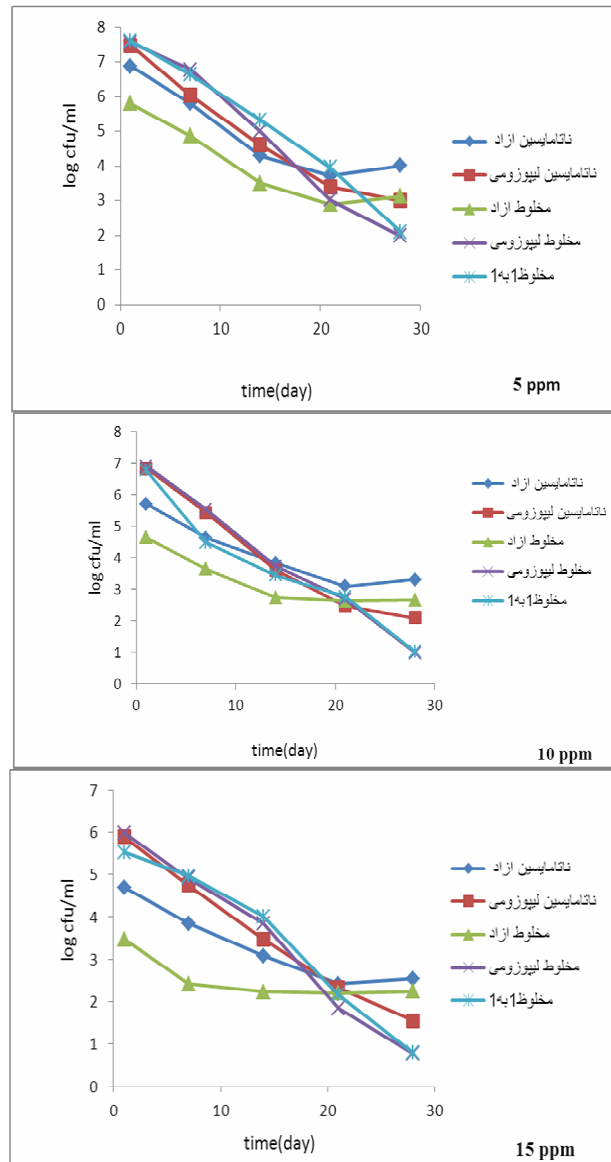 8
7
6
5
4
3
2
1
0
log cfu/ml
0 10 20 30
time(day)
ناتامایسین ازاد
ناتامایسین لیپوزومی
مخلوط ازاد
مخلوط لیپوزومی
مخلوظ1به1
5 ppm
8
7
6
5
4
3
2
1
0
log cfu/ml
0 10 20 30
time(day)
ناتامایسین ازاد
ناتامایسین لیپوزومی
مخلوط ازاد
مخلوط لیپوزومی
مخلوظ1به1
10 ppm
7
6
5
4
3
2
1
0
log cfu/ml
0 10 20 30
time(day)
ناتامایسین ازاد
ناتامایسین لیپوزومی
مخلوط ازاد
مخلوط لیپوزومی
مخلوظ1به1
15 ppm